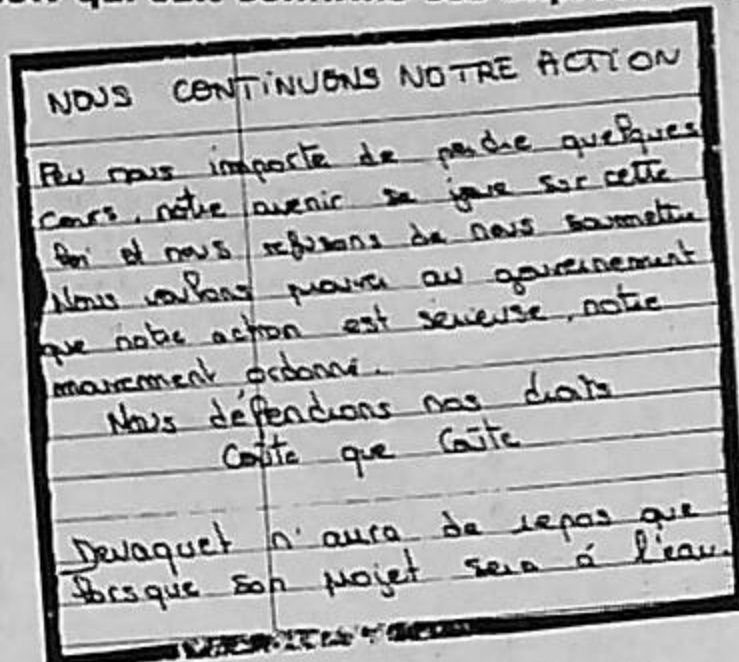 NOUS CONTINUONS NOTRE ACTION
Peu nous importe de perdre quelques
cours, notre avenir se joue sur cette
loi et nous refusons de nous soumettre
Nous voulons prouver au gouvernement
que notre action est sérieuse, notre
mouvement ordonné.
Nous défendrons nos droits
Coûte que Coûte
Devaquet n'aura de repos que
lorsque son projet sera à l'eau.